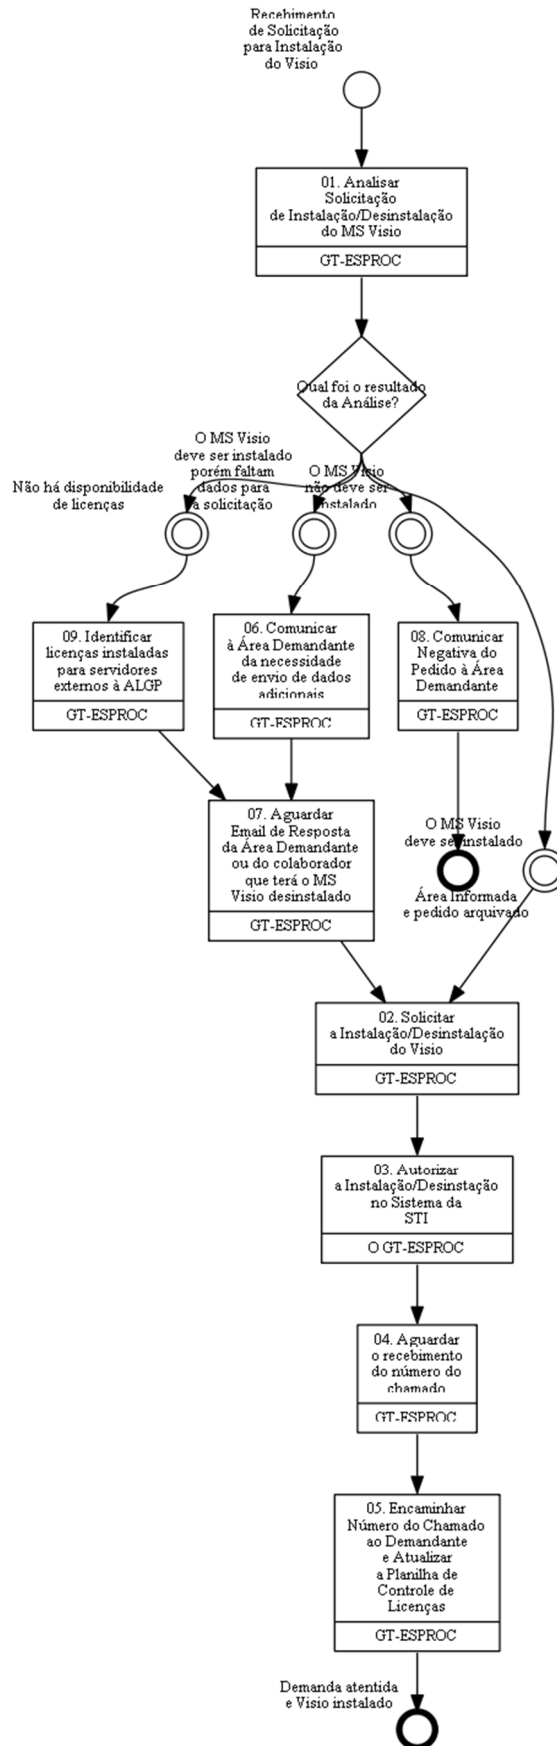 Recebimento
de Solicitação
para Instalação
do Visio
01. Analisar
Solicitação
de Instalação/Desinstalação
do MS Visio
GT-ESPROC
Qual foi o resultado
da Análise?
Não há disponibilidade
de licenças
O MS Visio
deve ser instalado
porém faltam
dados para
a solicitação
O MS Visio
não deve ser
instalado
09. Identificar
licenças instaladas
para servidores
externos à ALGP
GT-ESPROC
06. Comunicar
à Área Demandante
da necessidade
de envio de dados
adicionais
GT-ESPROC
08. Comunicar
Negativa do
Pedido à Área
Demandante
GT-ESPROC
07. Aguardar
Email de Resposta
da Área Demandante
ou do colaborador
que terá o MS
Visio desinstalado
GT-ESPROC
O MS Visio
deve ser instalado
Área Informada
e pedido arquivado
02. Solicitar
a Instalação/Desinstalação
do Visio
GT-ESPROC
03. Autorizar
a Instalação/Desinstação
no Sistema da
STI
O GT-ESPROC
04. Aguardar
o recebimento
do número do
chamado
GT-ESPROC
05. Encaminhar
Número do Chamado
ao Demandante
e Atualizar
a Planilha de
Controle de
Licenças
GT-ESPROC
Demanda atentida
e Visio instalado